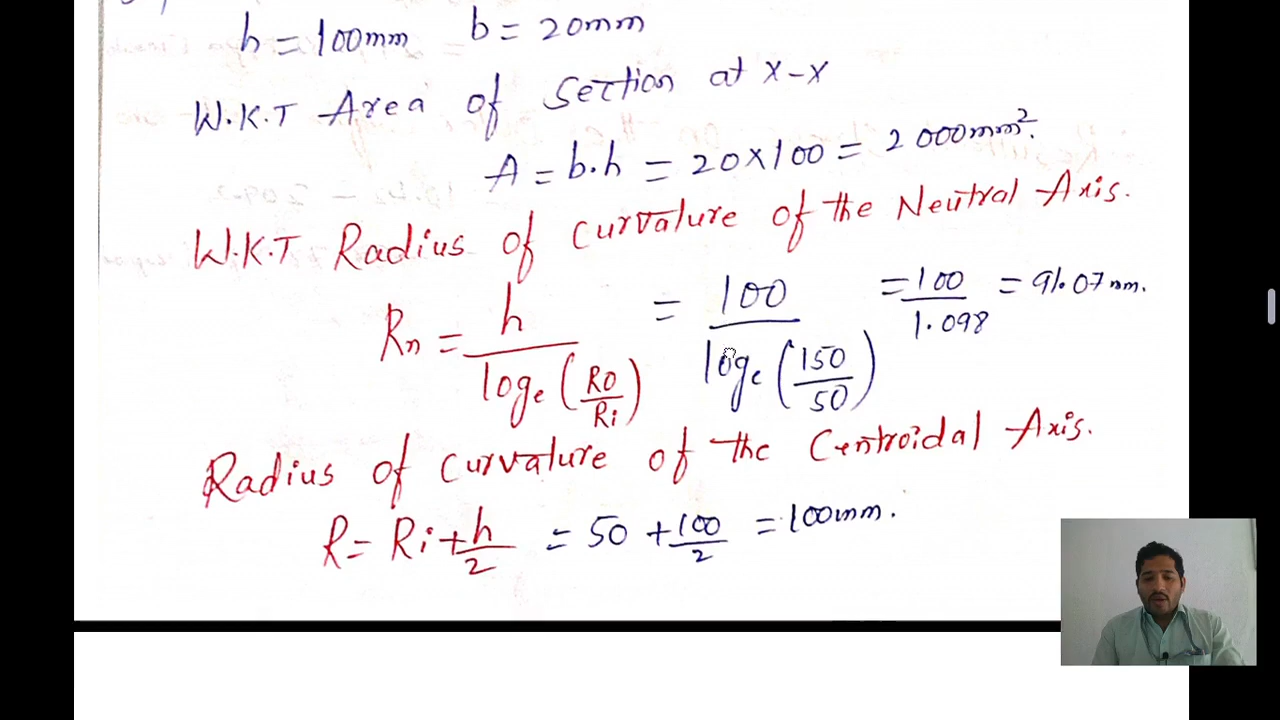 h = 100mm b = 20mm
W.K.T Area of section at x-x
A = b.h = 20×100 = 2000mm².
W.K.T Radius of curvature of the Neutral Axis.
Rn = h / loge (Ro/Ri) = 100 / loge (150/50) = 100/1.098 = 91.07mm.
Radius of curvature of the Centroidal Axis.
R = Ri + h/2 = 50 + 100/2 = 100mm.